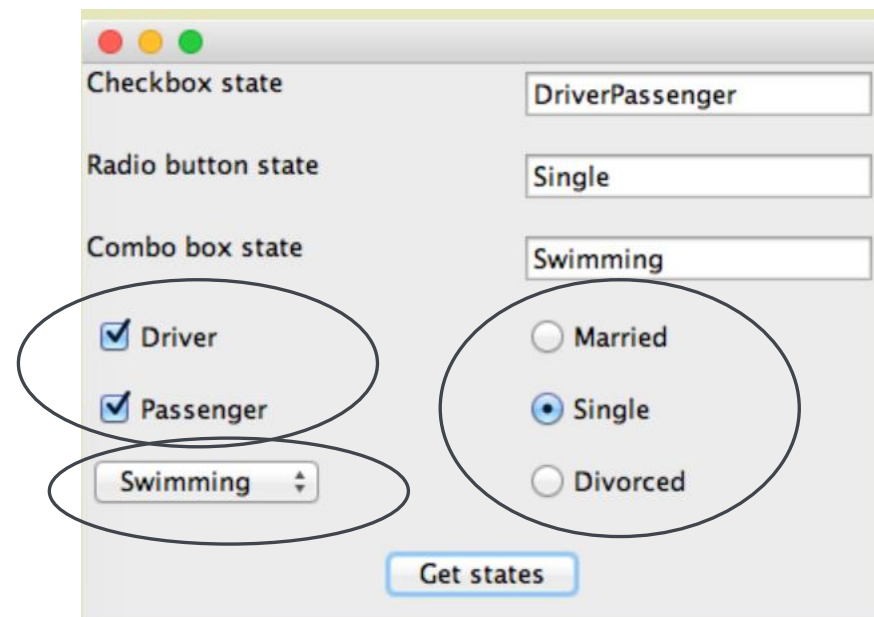 Checkbox state
DriverPassenger
Radio button state
Single
Combo box state
Swimming
Driver
Married
Passenger
Single
Swimming
Divorced
Get states